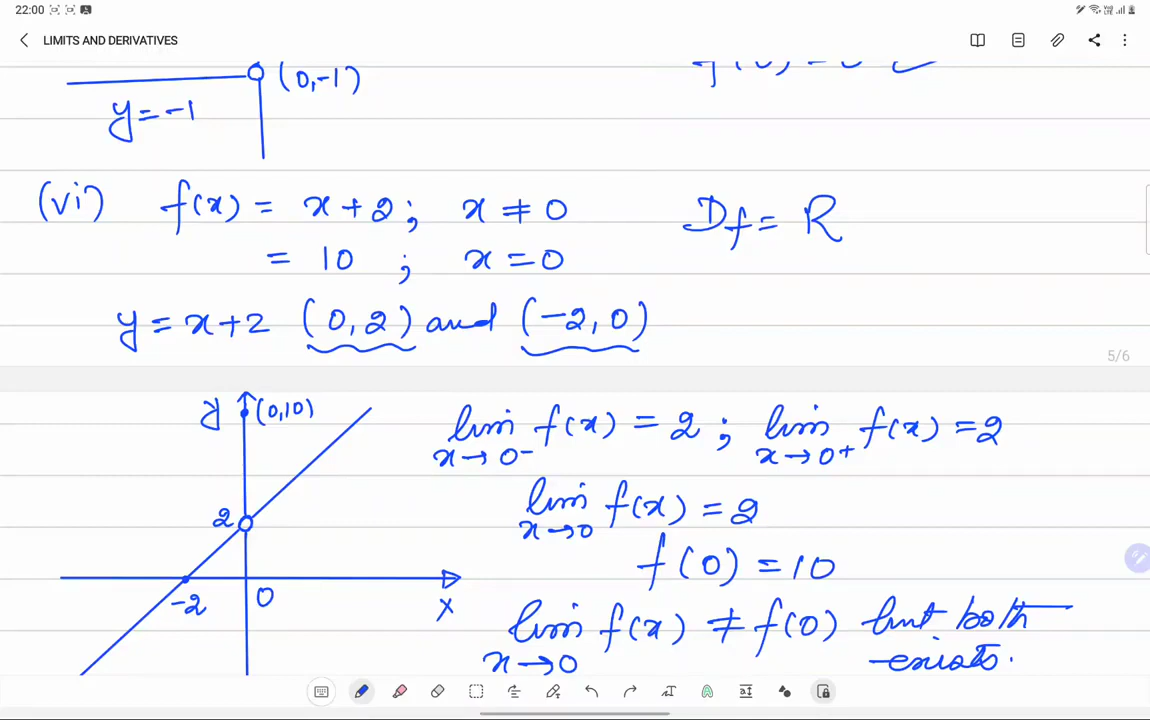 22:00
LIMITS AND DERIVATIVES
(0,-1)
y = -1
(vi) f(x) = x + 2 ; x ≠ 0 Df = R
= 10 ; x = 0
y = x+2 (0,2) and (-2,0)
5/6
y (0,10)
lim x→0- f(x) = 2 ; lim x→0+ f(x) = 2
lim x→0 f(x) = 2
2
f(0) = 10
-2 0 X
lim x→0 f(x) ≠ f(0) but both
exists.